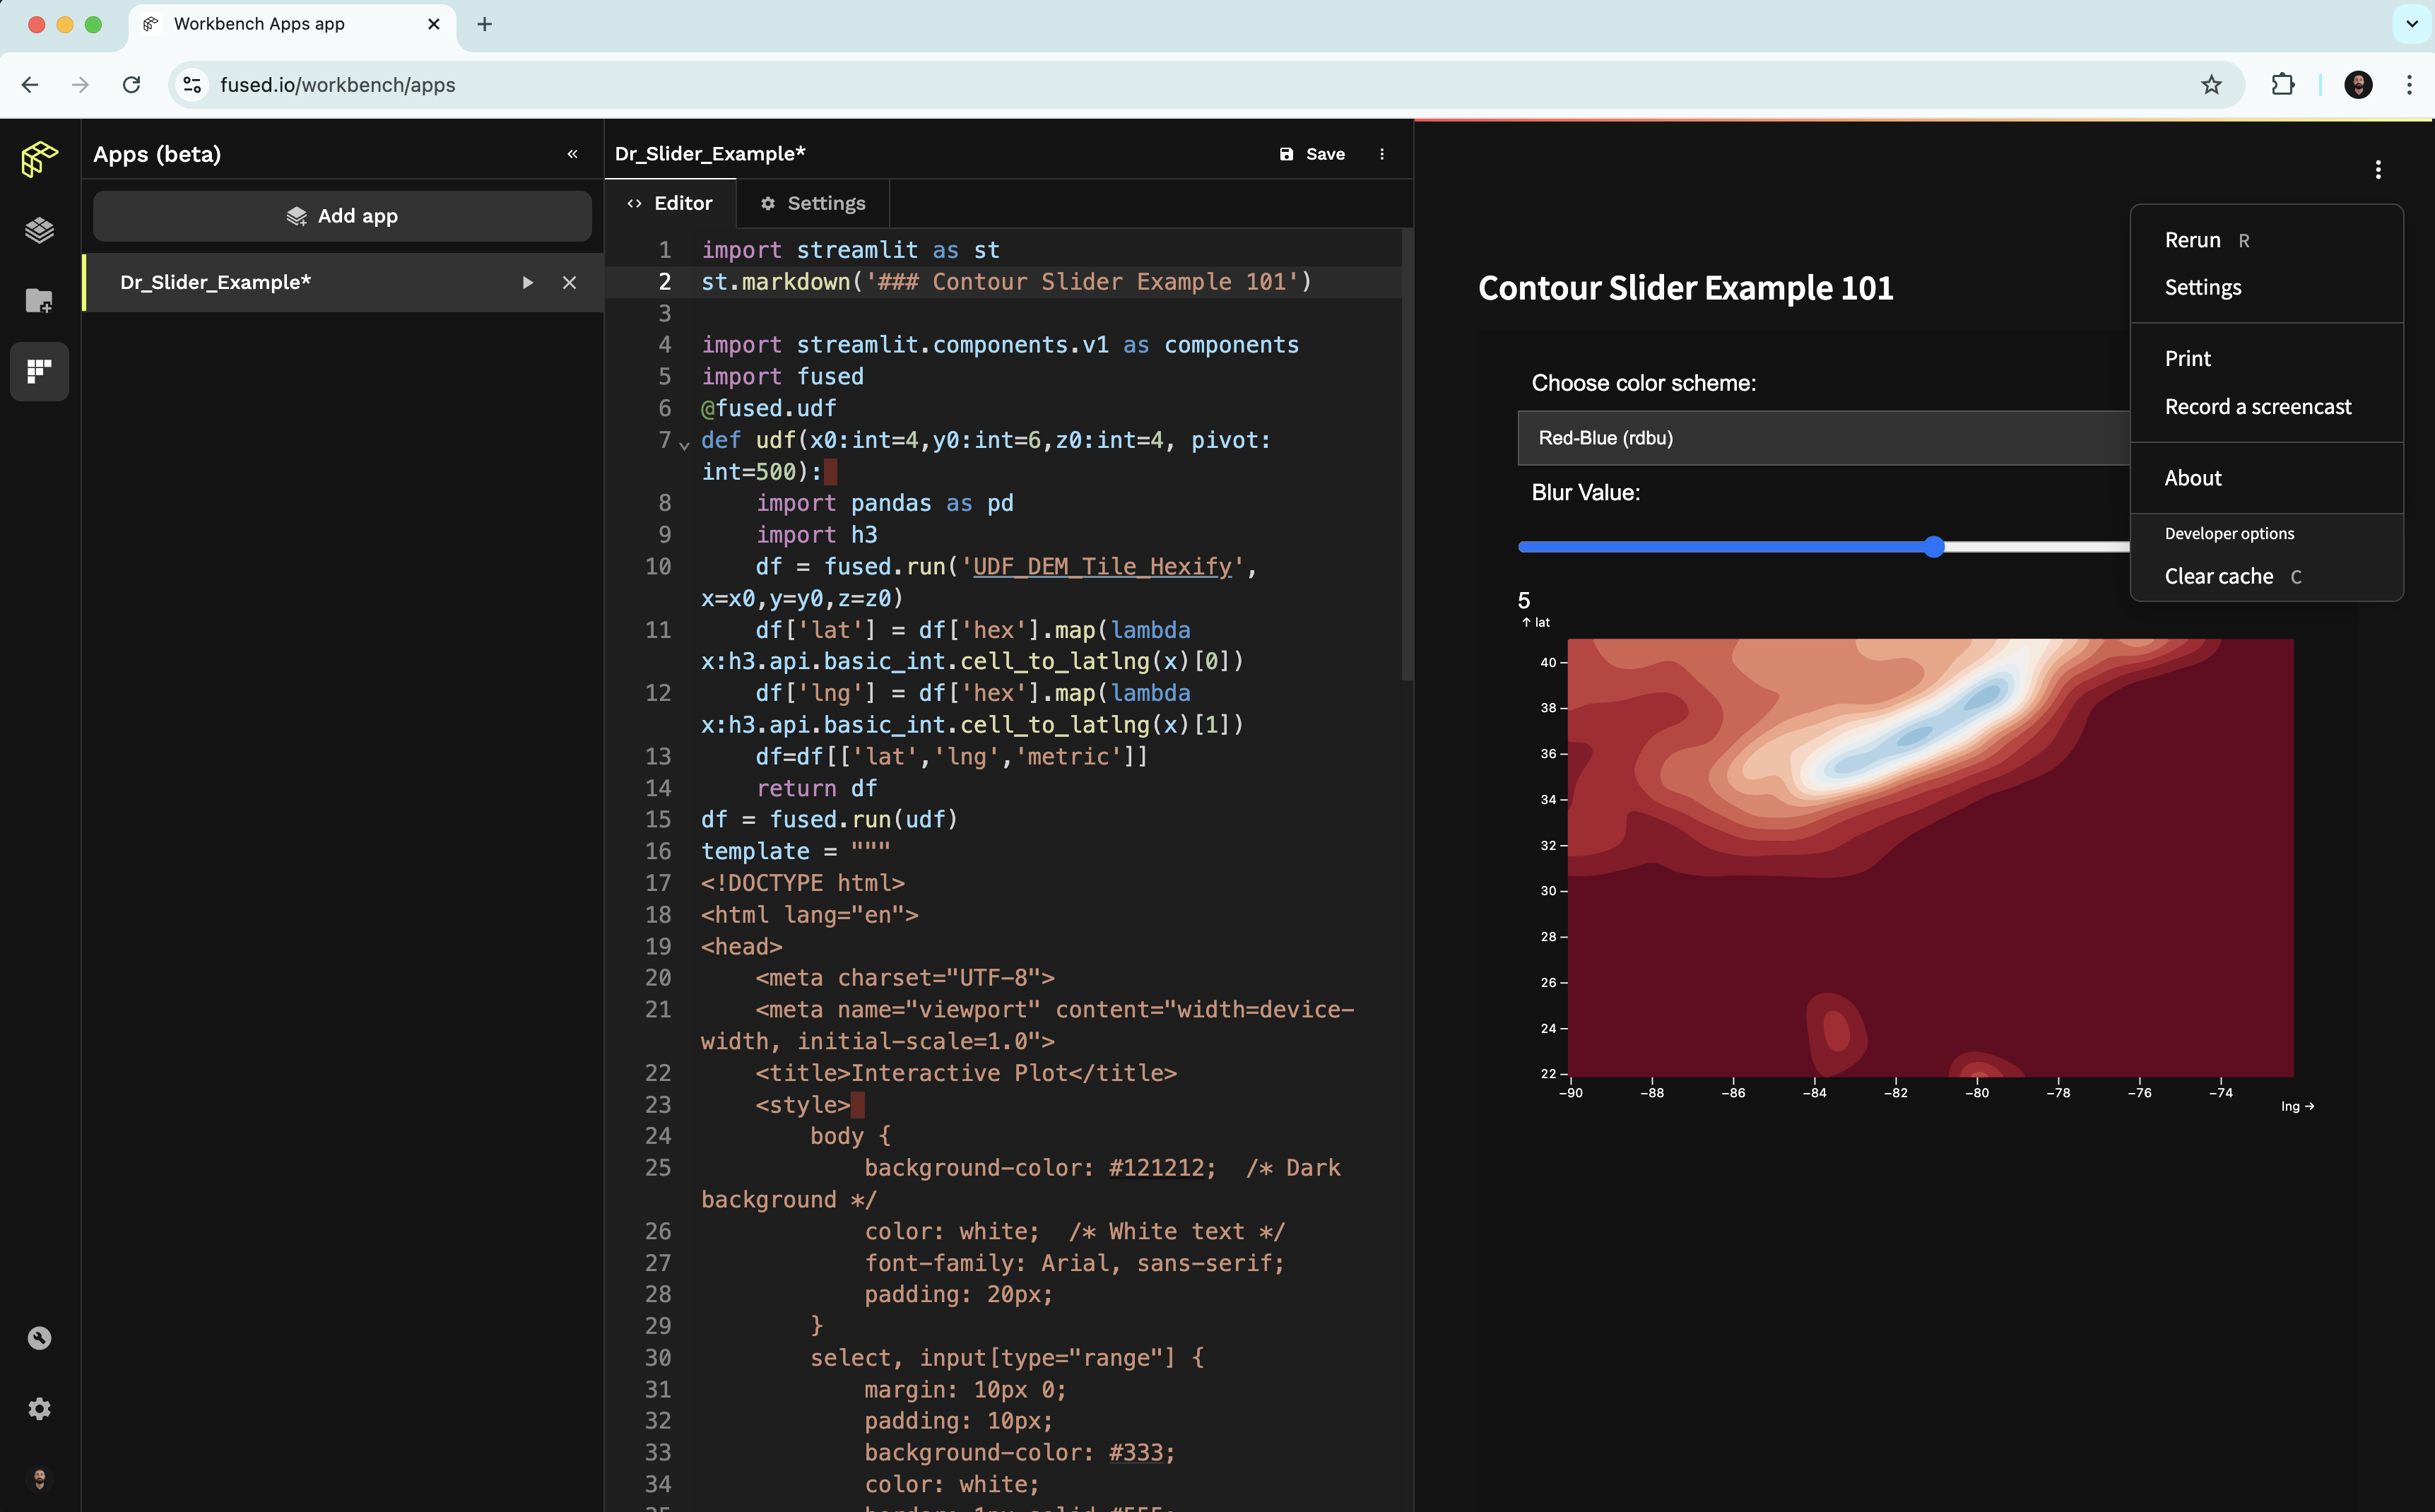 Workbench Apps app
fused.io/workbench/apps
Apps (beta)
Add app
Dr_Slider_Example*
Dr_Slider_Example*
Save
Editor
Settings
1 import streamlit as st
2 st.markdown('### Contour Slider Example 101')
3
4 import streamlit.components.v1 as components
5 import fused
6 @fused.udf
7 def udf(x0:int=4,y0:int=6,z0:int=4, pivot:
int=500):
8 import pandas as pd
9 import h3
10 df = fused.run('UDF_DEM_Tile_Hexify',
x=x0,y=y0,z=z0)
11 df['lat'] = df['hex'].map(lambda
x:h3.api.basic_int.cell_to_latlng(x)[0])
12 df['lng'] = df['hex'].map(lambda
x:h3.api.basic_int.cell_to_latlng(x)[1])
13 df=df[['lat','lng','metric']]
14 return df
15 df = fused.run(udf)
16 template = """
17 <!DOCTYPE html>
18 <html lang="en">
19 <head>
20 <meta charset="UTF-8">
21 <meta name="viewport" content="width=device-
width, initial-scale=1.0">
22 <title>Interactive Plot</title>
23 <style>
24 body {
25 background-color: #121212; /* Dark
background */
26 color: white; /* White text */
27 font-family: Arial, sans-serif;
28 padding: 20px;
29 }
30 select, input[type="range"] {
31 margin: 10px 0;
32 padding: 10px;
33 background-color: #333;
34 color: white;
Contour Slider Example 101
Choose color scheme:
Red-Blue (rdbu)
Blur Value:
5
↑ lat
40
38
36
34
32
30
28
26
24
22
−90 −88 −86 −84 −82 −80 −78 −76 −74
lng →
Rerun R
Settings
Print
Record a screencast
About
Developer options
Clear cache C